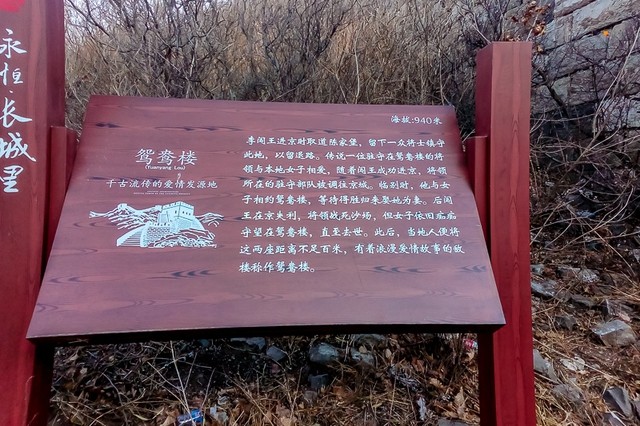 永恒·长城里
海拔:940米
鸳鸯楼
(Yuanyang Lou)
千古流传的爱情发源地
李闯王进京时取道陈家堡，留下一众将士镇守
此地，以留退路。传说一位驻守在鸳鸯楼的将
领与本地女子相爱，随着闯王成功进京，将领
所在的驻守部队被调往京城。临别时，他与女
子相约鸳鸯楼，等待得胜归来娶她为妻。后闯
王在京失利，将领战死沙场，但女子依旧痴痴
守望在鸳鸯楼，直至去世。此后，当地人便将
这两座距离不足百米，有着浪漫爱情故事的敌
楼称作鸳鸯楼。